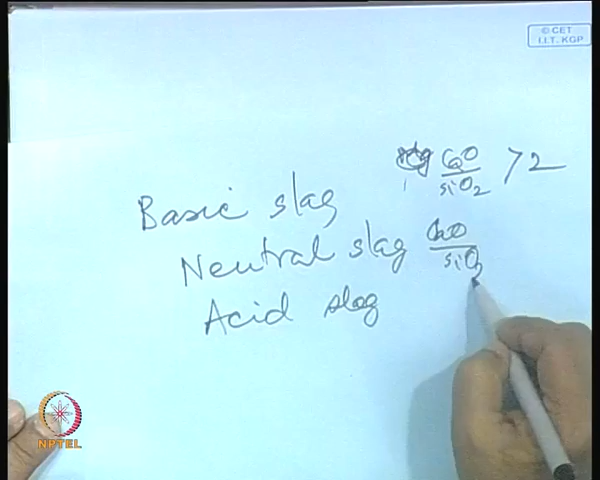 © CET
I.I.T. KGP
Basic slag CaO/SiO2 >2
Neutral slag CaO/SiO2
Acid slag
NPTEL